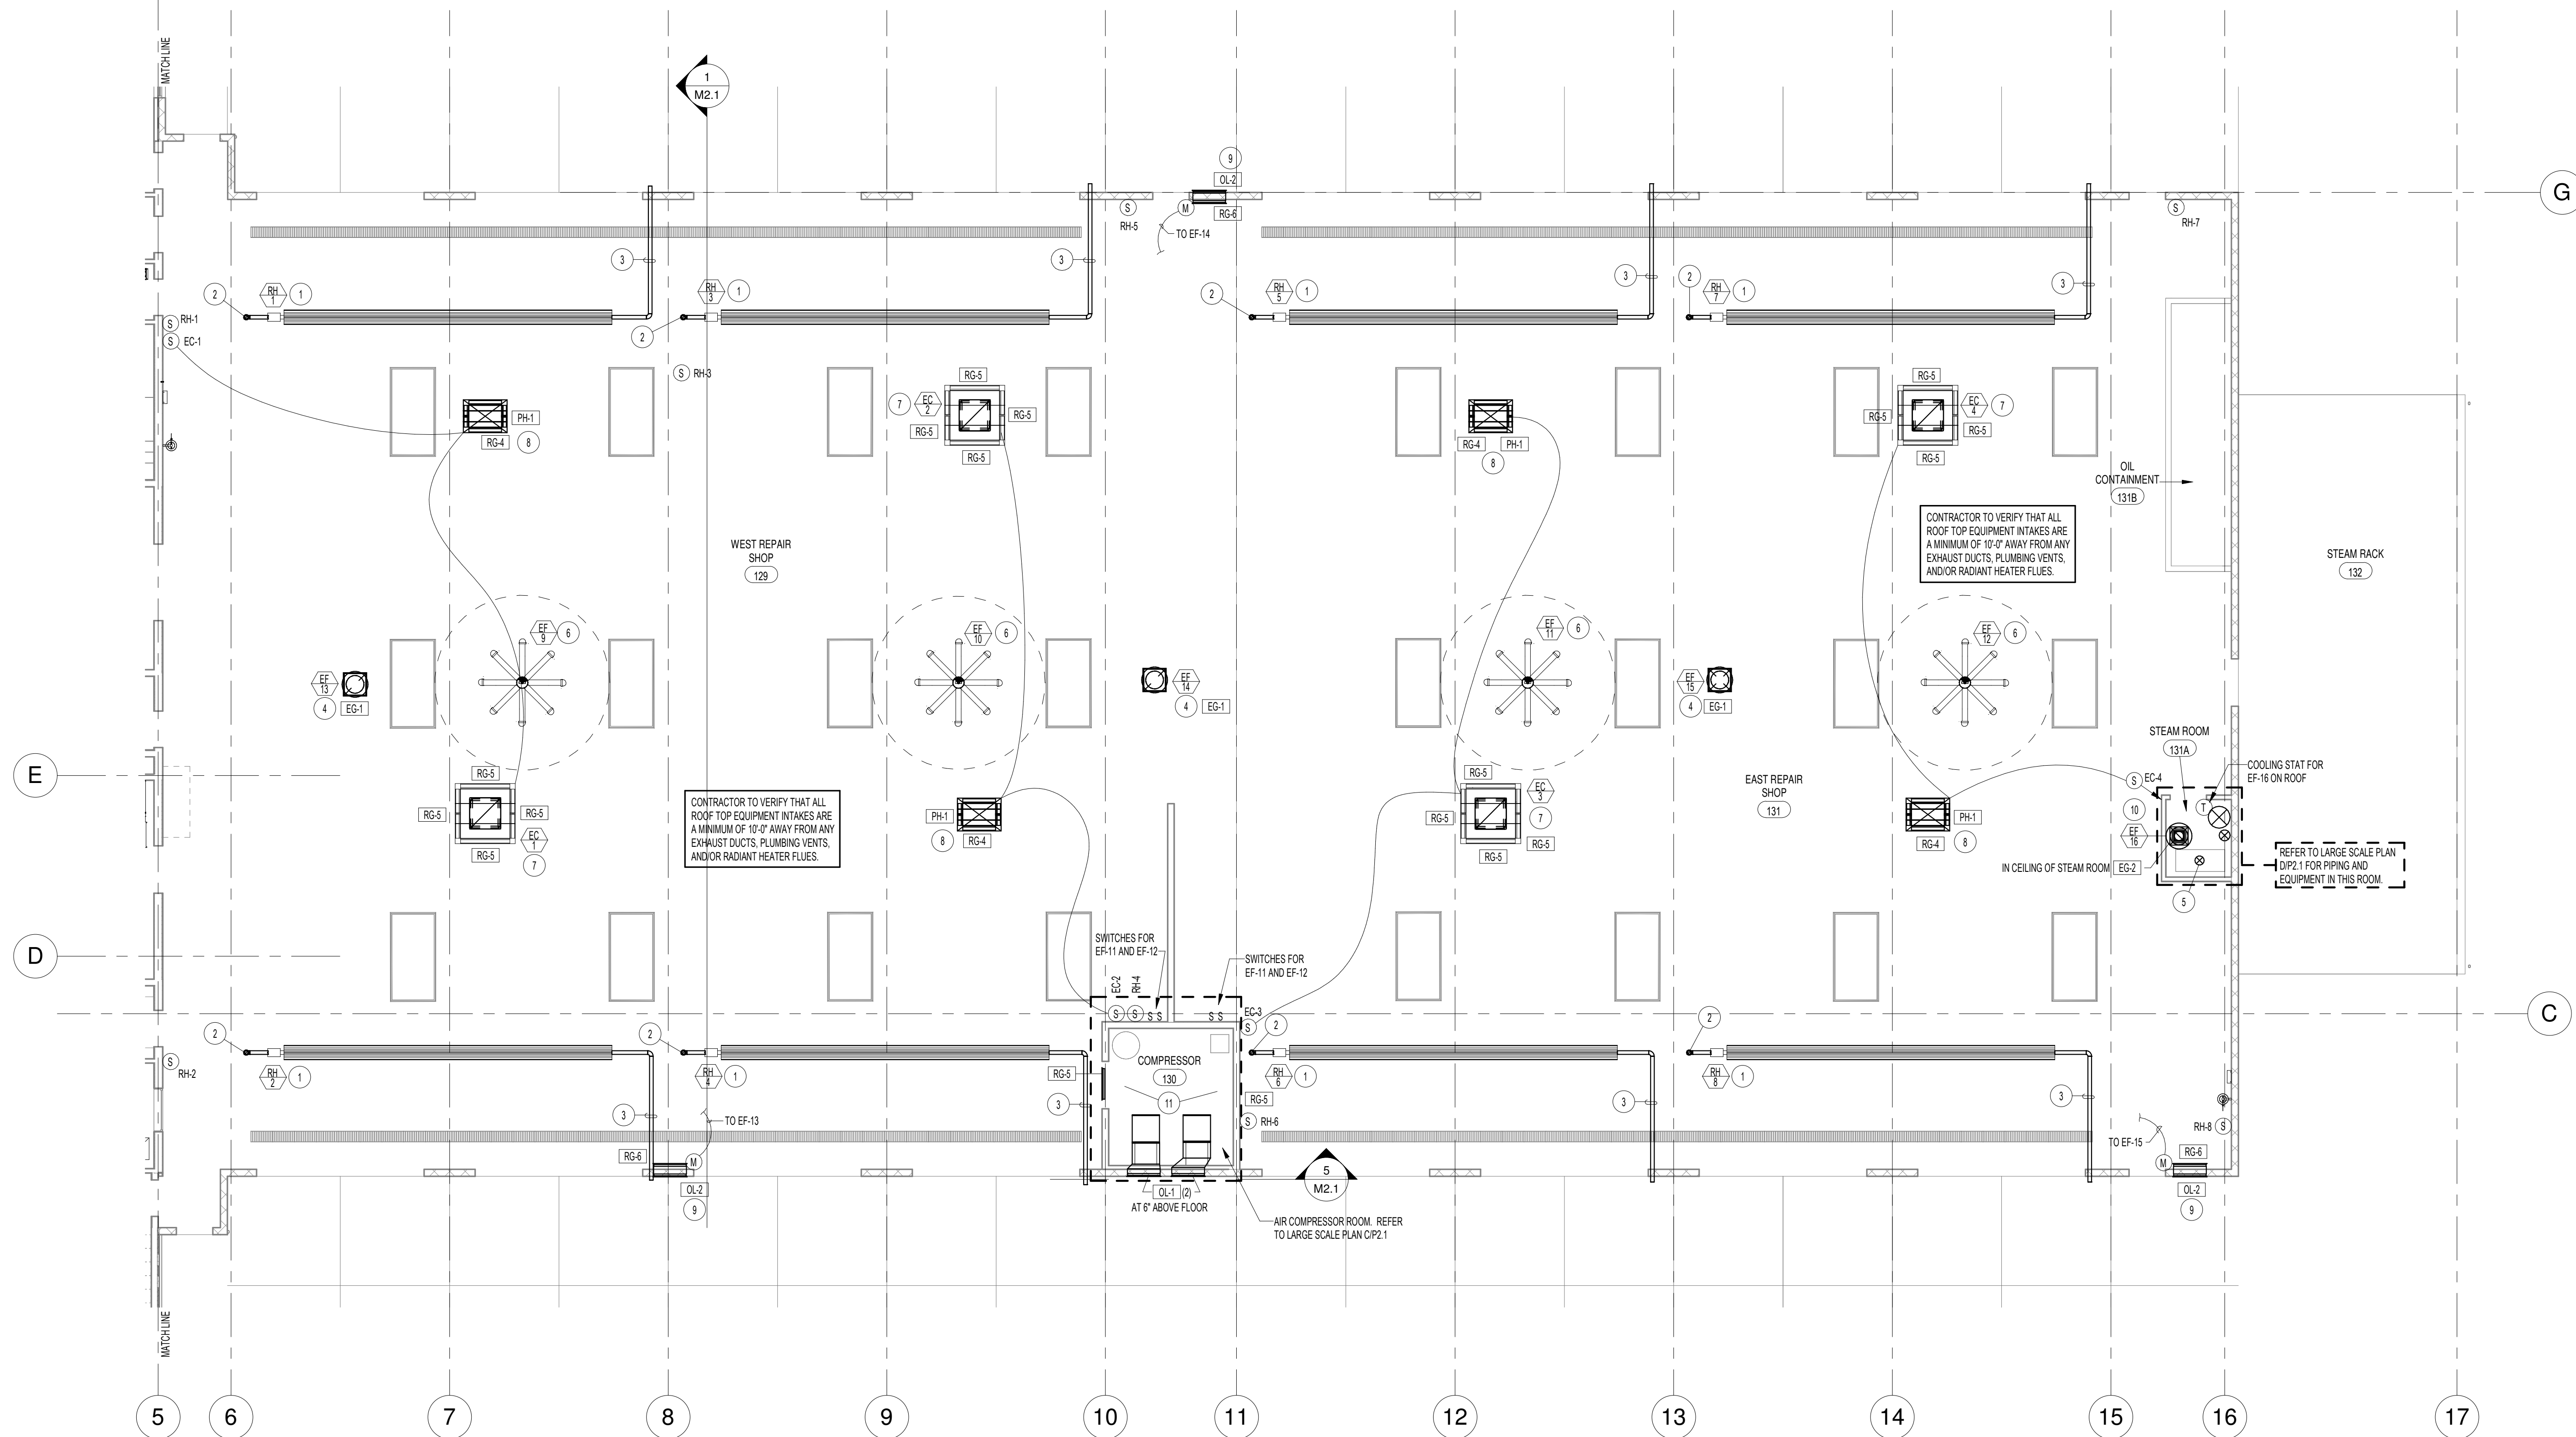 MATCH LINE
1
M2.1
9
OL-2
RG-6
S
RH-5
M
TO EF-14
S
RH-7
G
3
3
3
3
2
RH
1
1
RH
3
1
2
2
RH
5
1
2
RH
7
1
S
RH-1
S
EC-1
2
S
RH-3
PH-1
RG-4
8
RG-5
7
EC
2
RG-5
RG-5
RG-5
RG-4
PH-1
8
RG-5
RG-5
EC
4
7
RG-5
RG-5
OIL
CONTAINMENT
131B
CONTRACTOR TO VERIFY THAT ALL
ROOF TOP EQUIPMENT INTAKES ARE
A MINIMUM OF 10'-0" AWAY FROM ANY
EXHAUST DUCTS, PLUMBING VENTS,
AND/OR RADIANT HEATER FLUES.
WEST REPAIR
SHOP
129
STEAM RACK
132
EF
9
6
EF
10
6
EF
11
6
EF
12
6
EF
13
4
EG-1
EF
14
4
EG-1
EF
15
4
EG-1
E
RG-5
RG-5
RG-5
EC
1
RG-5
7
CONTRACTOR TO VERIFY THAT ALL
ROOF TOP EQUIPMENT INTAKES ARE
A MINIMUM OF 10'-0" AWAY FROM ANY
EXHAUST DUCTS, PLUMBING VENTS,
AND/OR RADIANT HEATER FLUES.
PH-1
8
RG-4
RG-5
RG-5
EC
3
7
RG-5
RG-5
EAST REPAIR
SHOP
131
PH-1
RG-4
8
STEAM ROOM
131A
S
EC-4
COOLING STAT FOR
EF-16 ON ROOF
10
T
EF
16
IN CEILING OF STEAM ROOM
EG-2
5
REFER TO LARGE SCALE PLAN
D/P2.1 FOR PIPING AND
EQUIPMENT IN THIS ROOM.
D
SWITCHES FOR
EF-11 AND EF-12
SWITCHES FOR
EF-11 AND EF-12
EC-2
RH-4
S
S
S S
S S
EC-3
S
C
2
2
2
2
S
RH-2
RH
2
1
RH
4
1
COMPRESSOR
130
11
RG-5
RH
6
1
RG-5
S
RH-6
RH
8
1
3
3
3
3
TO EF-13
RG-6
M
OL-2
9
OL-1
(2)
AT 6" ABOVE FLOOR
5
M2.1
AIR COMPRESSOR ROOM. REFER
TO LARGE SCALE PLAN C/P2.1
RH-8
S
TO EF-15
M
RG-6
OL-2
9
MATCH LINE
5
6
7
8
9
10
11
12
13
14
15
16
17